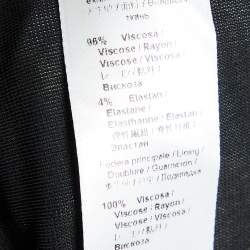 96% Viscosa /
Viscose / Rayon /
Viscose / Viscosa
Вискоза
4% Elastan /
Elastane /
Elasthanne / Elastan
Эластан
Fodera principale / Lining /
Doublure / Guarnición /
Подкладка
100% Viscosa /
Viscose / Rayon /
Viscose / Viscosa /
Вискоза